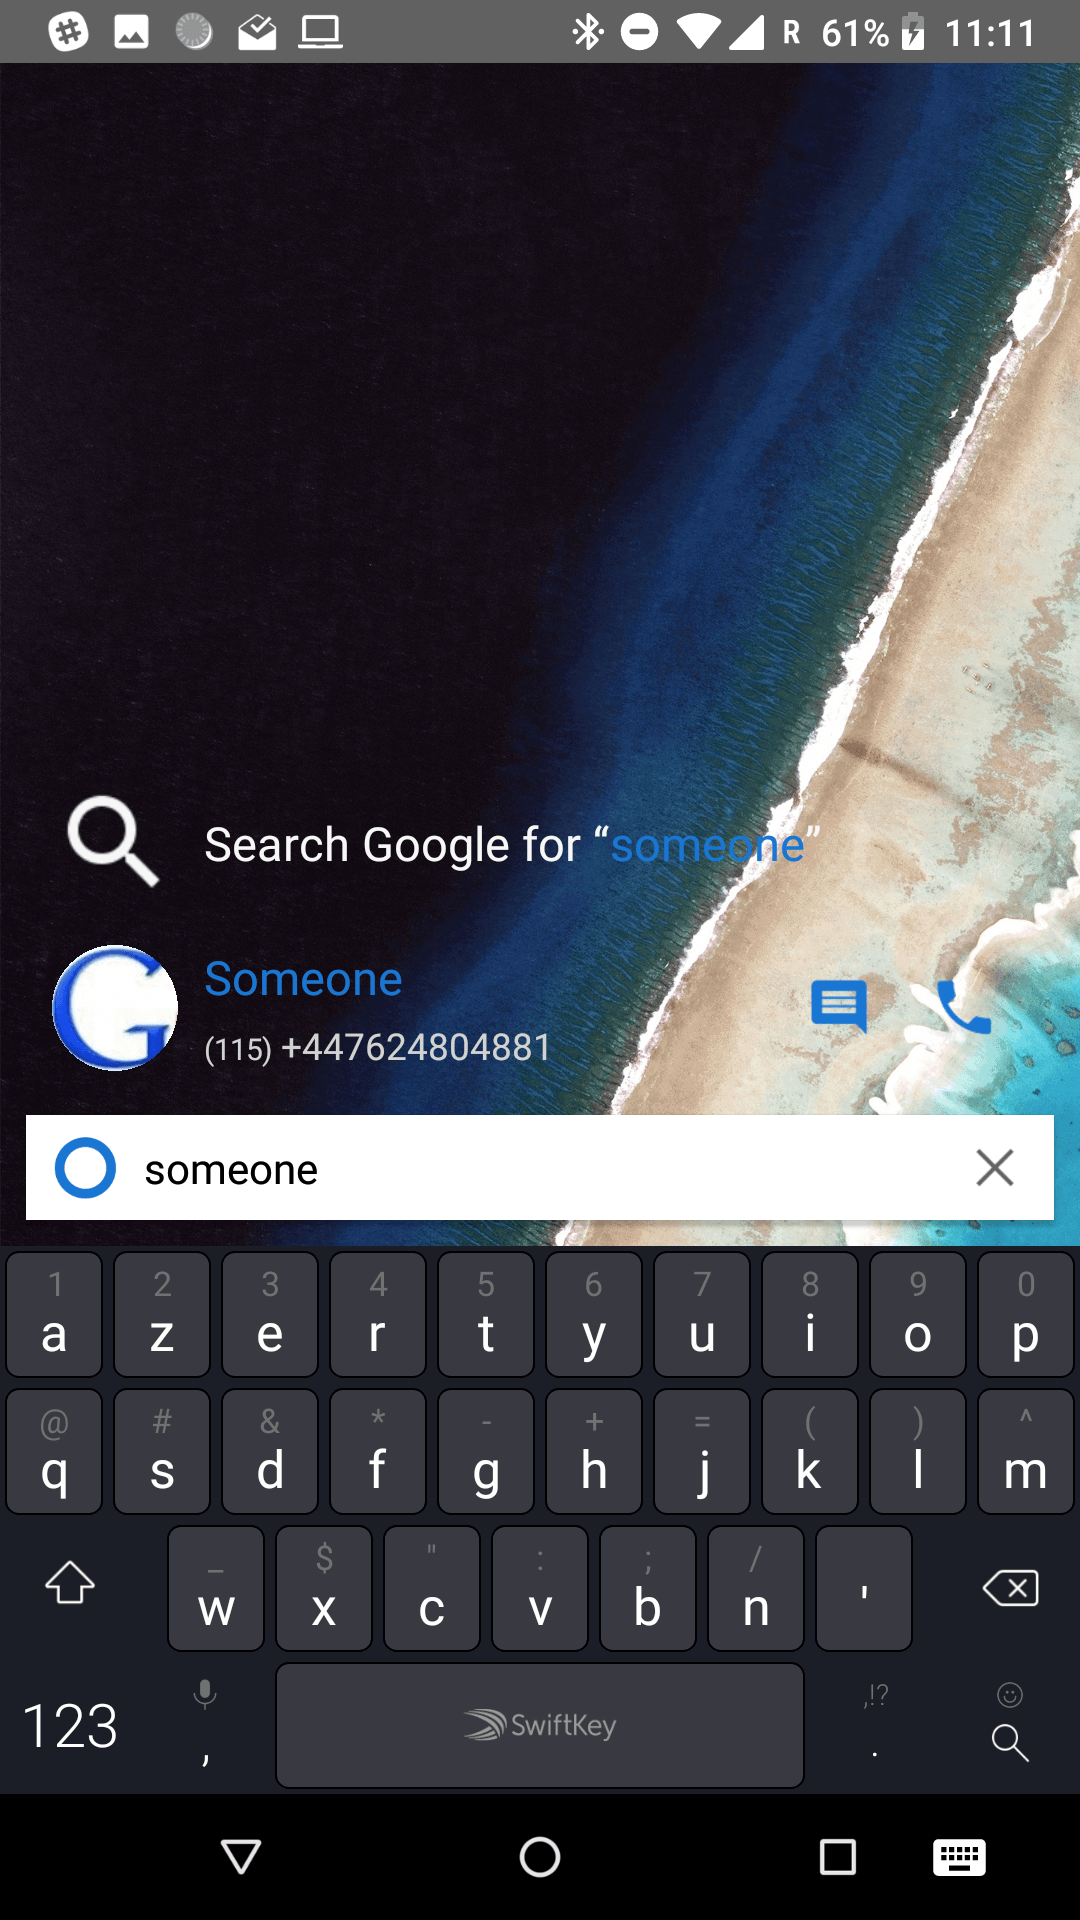 R 61% 11:11
Search Google for “someone”
G
Someone
(115) +447624804881
someone
1 2 3 4 5 6 7 8 9 0
a z e r t y u i o p
@ # & * - + = ( ) ^
q s d f g h j k l m
_ $ " : ; /
w x c v b n '
,!?
123 , SwiftKey .